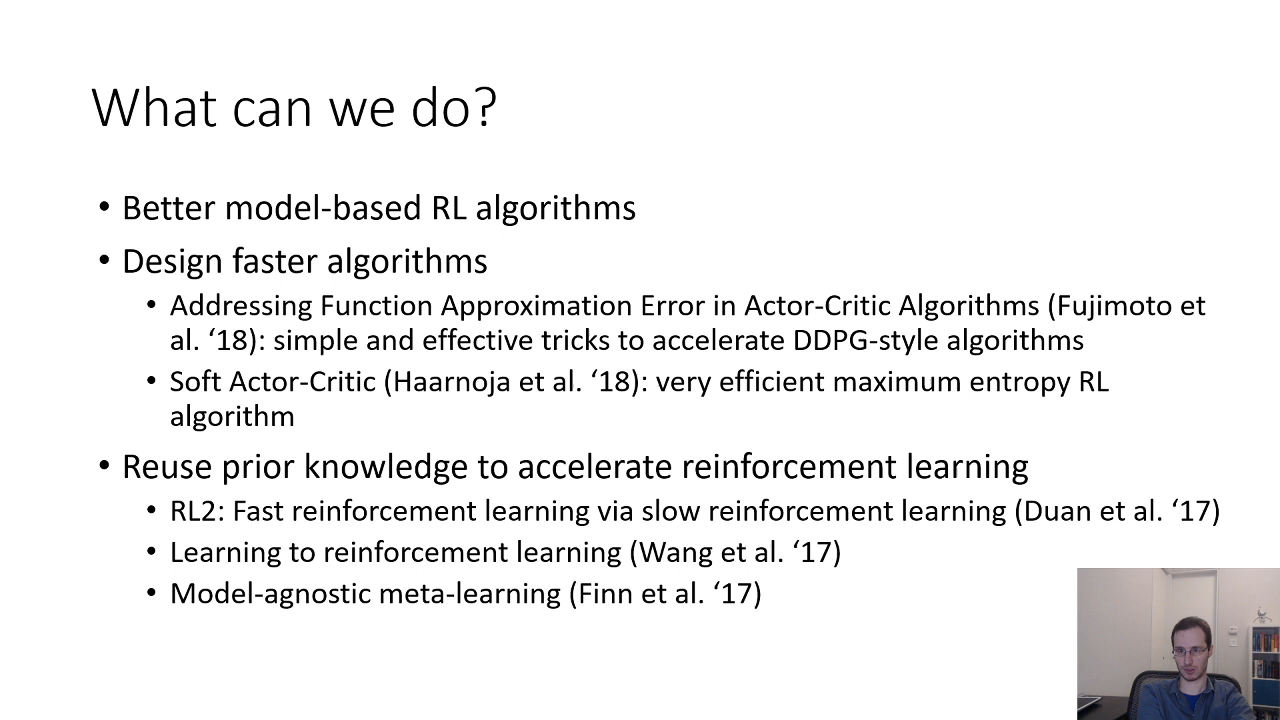 What can we do?
• Better model-based RL algorithms
• Design faster algorithms
• Addressing Function Approximation Error in Actor-Critic Algorithms (Fujimoto et
al. ‘18): simple and effective tricks to accelerate DDPG-style algorithms
• Soft Actor-Critic (Haarnoja et al. ‘18): very efficient maximum entropy RL
algorithm
• Reuse prior knowledge to accelerate reinforcement learning
• RL2: Fast reinforcement learning via slow reinforcement learning (Duan et al. ‘17)
• Learning to reinforcement learning (Wang et al. ‘17)
• Model-agnostic meta-learning (Finn et al. ‘17)